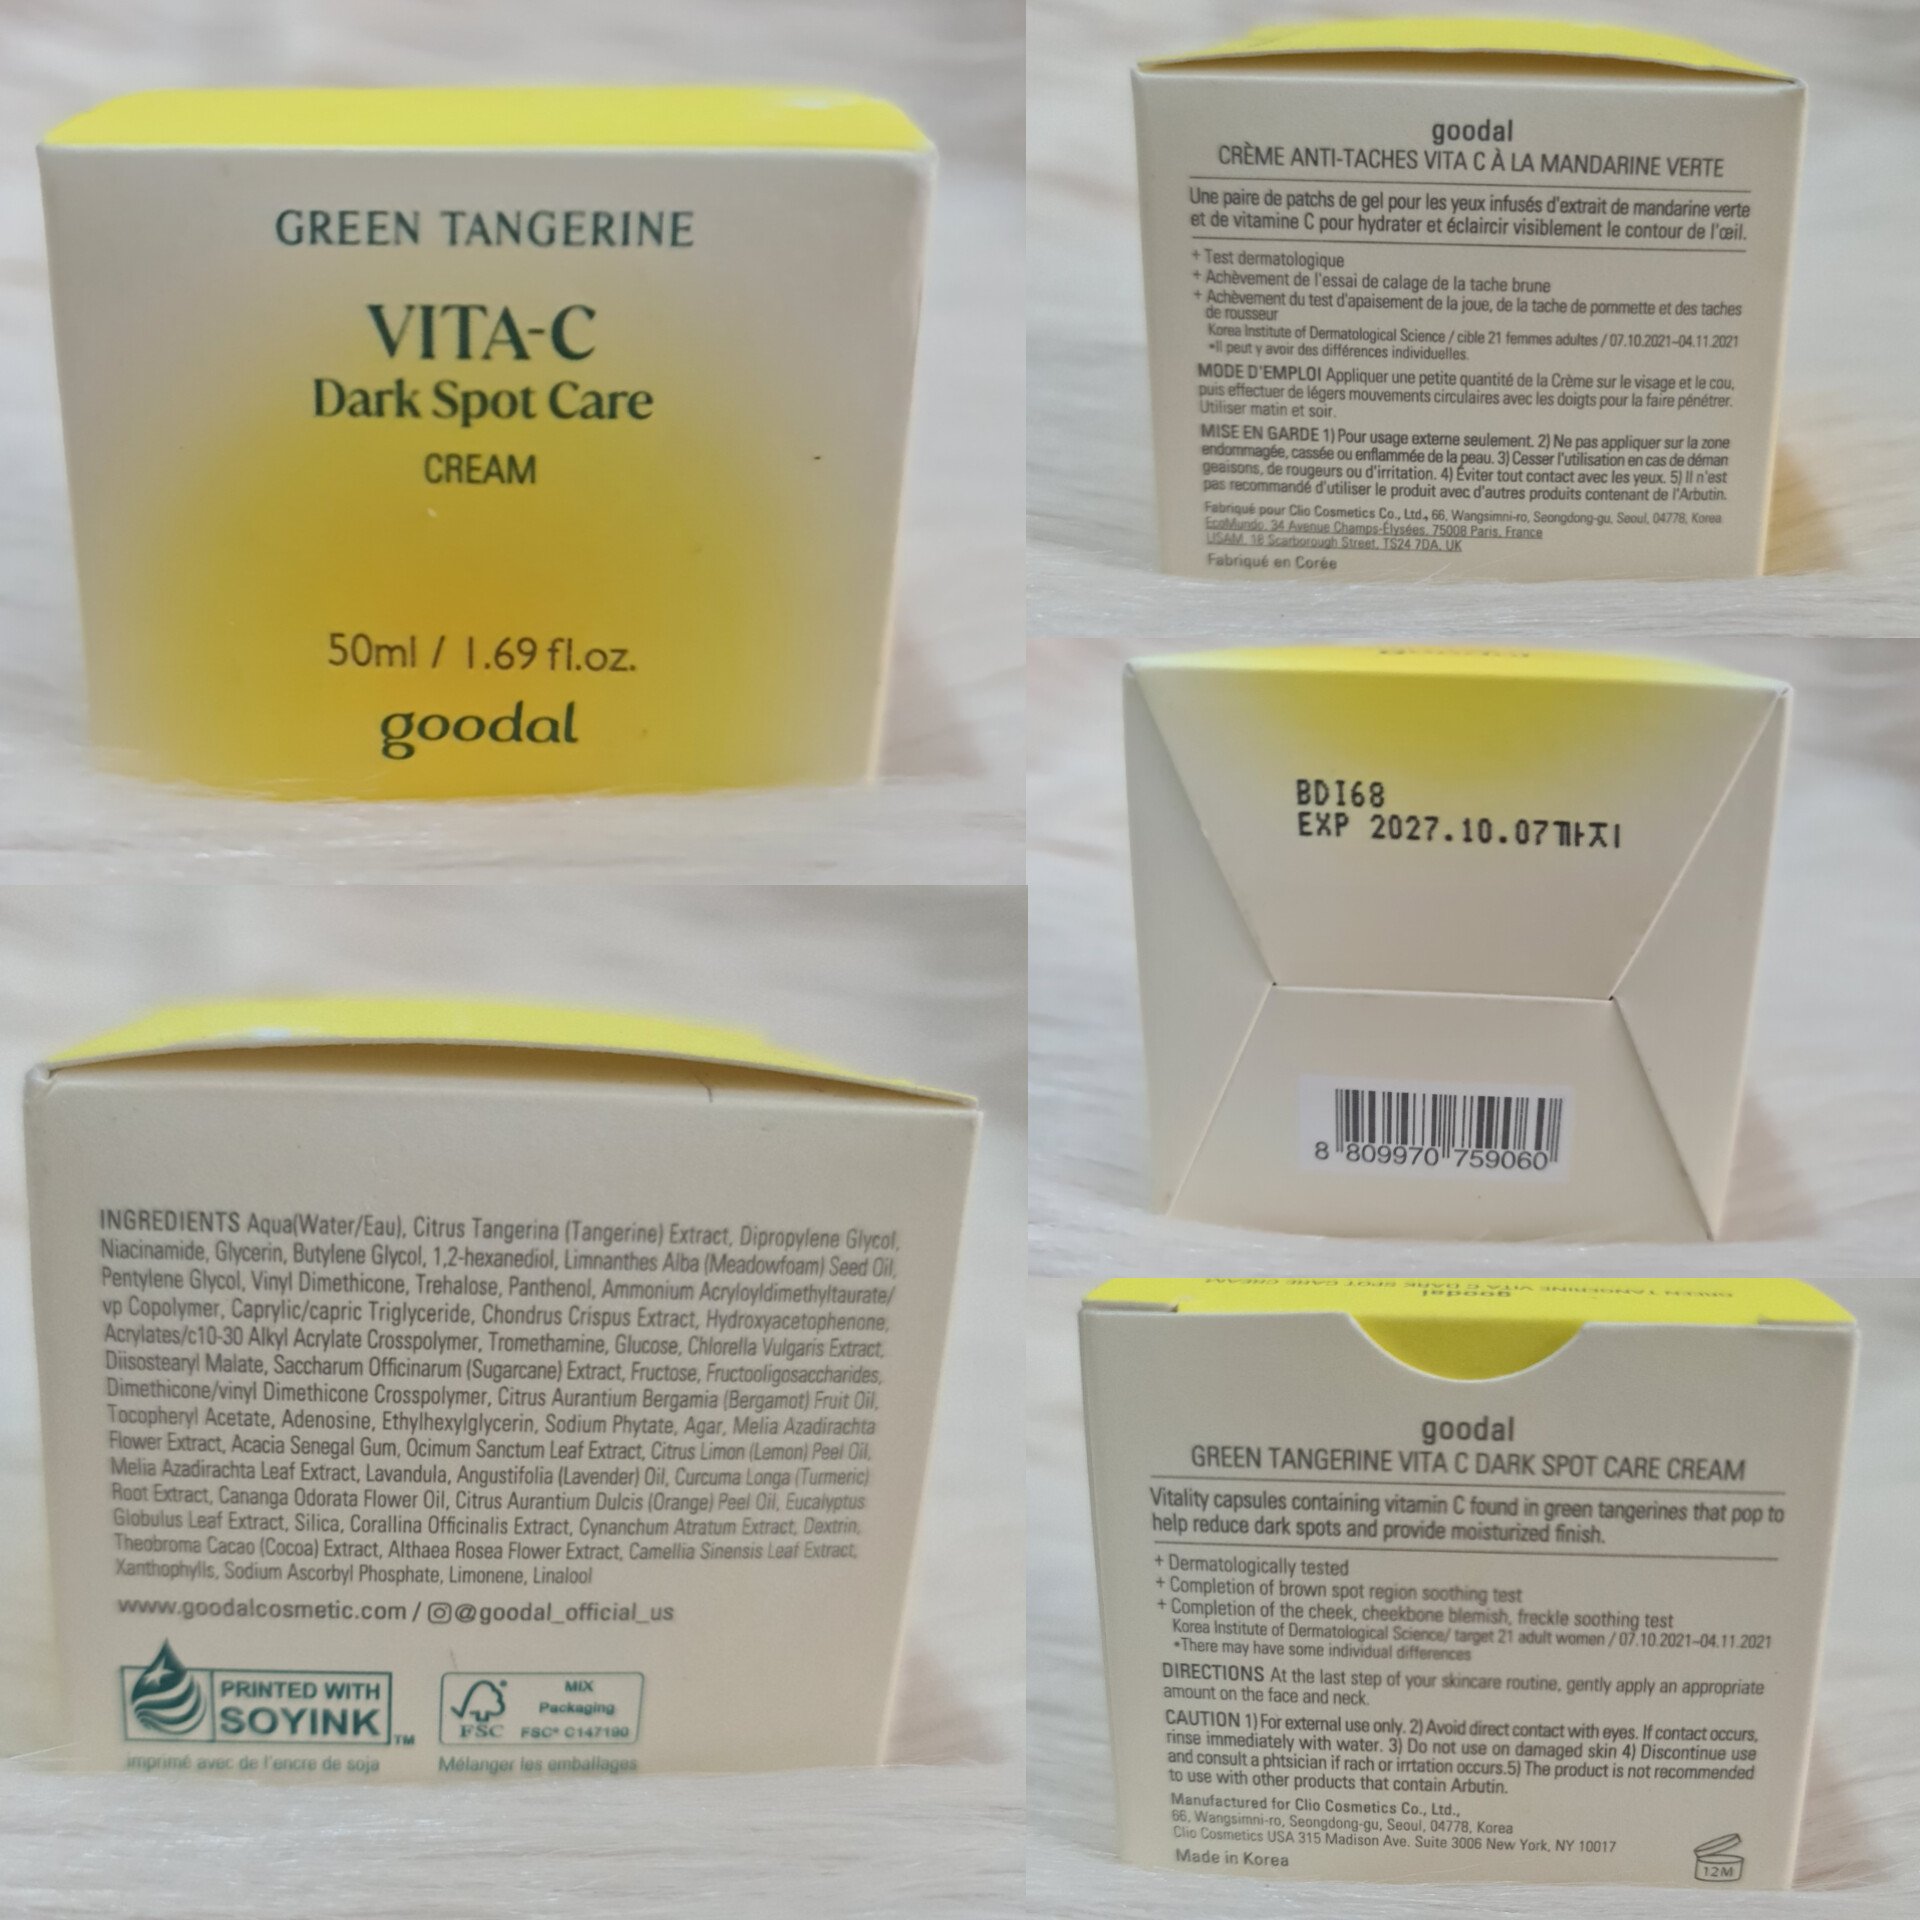 GREEN TANGERINE
VITA-C
Dark Spot Care
CREAM
50ml / 1.69 fl.oz.
goodal
goodal
CRÈME ANTI-TACHES VITA C À LA MANDARINE VERTE
Une paire de patchs de gel pour les yeux infusés d'extrait de mandarine verte
et de vitamine C pour hydrater et éclaircir visiblement le contour de l'œil.
+ Test dermatologique
+ Achèvement de l'essai de calage de la tache brune
+ Achèvement du test d'apaisement de la joue, de la tache de pommette et des taches
de rousseur
Korea Institute of Dermatological Science / cible 21 femmes adultes / 07.10.2021~04.11.2021
*Il peut y avoir des différences individuelles.
MODE D'EMPLOI Appliquer une petite quantité de la Crème sur le visage et le cou,
puis effectuer de légers mouvements circulaires avec les doigts pour la faire pénétrer.
Utiliser matin et soir.
MISE EN GARDE 1) Pour usage externe seulement. 2) Ne pas appliquer sur la zone
endommagée, cassée ou enflammée de la peau. 3) Cesser l'utilisation en cas de déman
geaisons, de rougeurs ou d'irritation. 4) Éviter tout contact avec les yeux. 5) Il n'est
pas recommandé d'utiliser le produit avec d'autres produits contenant de l'Arbutin.
Fabriqué pour Clio Cosmetics Co., Ltd., 66, Wangsimni-ro, Seongdong-gu, Seoul, 04778, Korea
EcoMundo, 34 Avenue Champs-Élysées, 75008 Paris, France
LISAM, 18 Scarborough Street, TS24 7DA, UK
Fabriqué en Corée
BDI68
EXP 2027.10.07까지
8 809970 759060
INGREDIENTS Aqua(Water/Eau), Citrus Tangerina (Tangerine) Extract, Dipropylene Glycol,
Niacinamide, Glycerin, Butylene Glycol, 1,2-hexanediol, Limnanthes Alba (Meadowfoam) Seed Oil,
Pentylene Glycol, Vinyl Dimethicone, Trehalose, Panthenol, Ammonium Acryloyldimethyltaurate/
vp Copolymer, Caprylic/capric Triglyceride, Chondrus Crispus Extract, Hydroxyacetophenone,
Acrylates/c10-30 Alkyl Acrylate Crosspolymer, Tromethamine, Glucose, Chlorella Vulgaris Extract,
Diisostearyl Malate, Saccharum Officinarum (Sugarcane) Extract, Fructose, Fructooligosaccharides,
Dimethicone/vinyl Dimethicone Crosspolymer, Citrus Aurantium Bergamia (Bergamot) Fruit Oil,
Tocopheryl Acetate, Adenosine, Ethylhexylglycerin, Sodium Phytate, Agar, Melia Azadirachta
Flower Extract, Acacia Senegal Gum, Ocimum Sanctum Leaf Extract, Citrus Limon (Lemon) Peel Oil,
Melia Azadirachta Leaf Extract, Lavandula, Angustifolia (Lavender) Oil, Curcuma Longa (Turmeric)
Root Extract, Cananga Odorata Flower Oil, Citrus Aurantium Dulcis (Orange) Peel Oil, Eucalyptus
Globulus Leaf Extract, Silica, Corallina Officinalis Extract, Cynanchum Atratum Extract, Dextrin,
Theobroma Cacao (Cocoa) Extract, Althaea Rosea Flower Extract, Camellia Sinensis Leaf Extract,
Xanthophylls, Sodium Ascorbyl Phosphate, Limonene, Linalool
www.goodalcosmetic.com / @goodal_official_us
PRINTED WITH
SOYINK™
imprimé avec de l'encre de soja
FSC
MIX
Packaging
FSC® C147190
Mélanger les emballages
GREEN TANGERINE VITA C DARK SPOT CARE CREAM
goodal
goodal
GREEN TANGERINE VITA C DARK SPOT CARE CREAM
Vitality capsules containing vitamin C found in green tangerines that pop to
help reduce dark spots and provide moisturized finish.
+ Dermatologically tested
+ Completion of brown spot region soothing test
+ Completion of the cheek, cheekbone blemish, freckle soothing test
Korea Institute of Dermatological Science/ target 21 adult women / 07.10.2021~04.11.2021
*There may have some individual differences
DIRECTIONS At the last step of your skincare routine, gently apply an appropriate
amount on the face and neck.
CAUTION 1) For external use only. 2) Avoid direct contact with eyes. If contact occurs,
rinse immediately with water. 3) Do not use on damaged skin 4) Discontinue use
and consult a phtsician if rach or irrtation occurs.5) The product is not recommended
to use with other products that contain Arbutin.
Manufactured for Clio Cosmetics Co., Ltd.,
66, Wangsimni-ro, Seongdong-gu, Seoul, 04778, Korea
Clio Cosmetics USA 315 Madison Ave. Suite 3006 New York, NY 10017
Made in Korea
12M